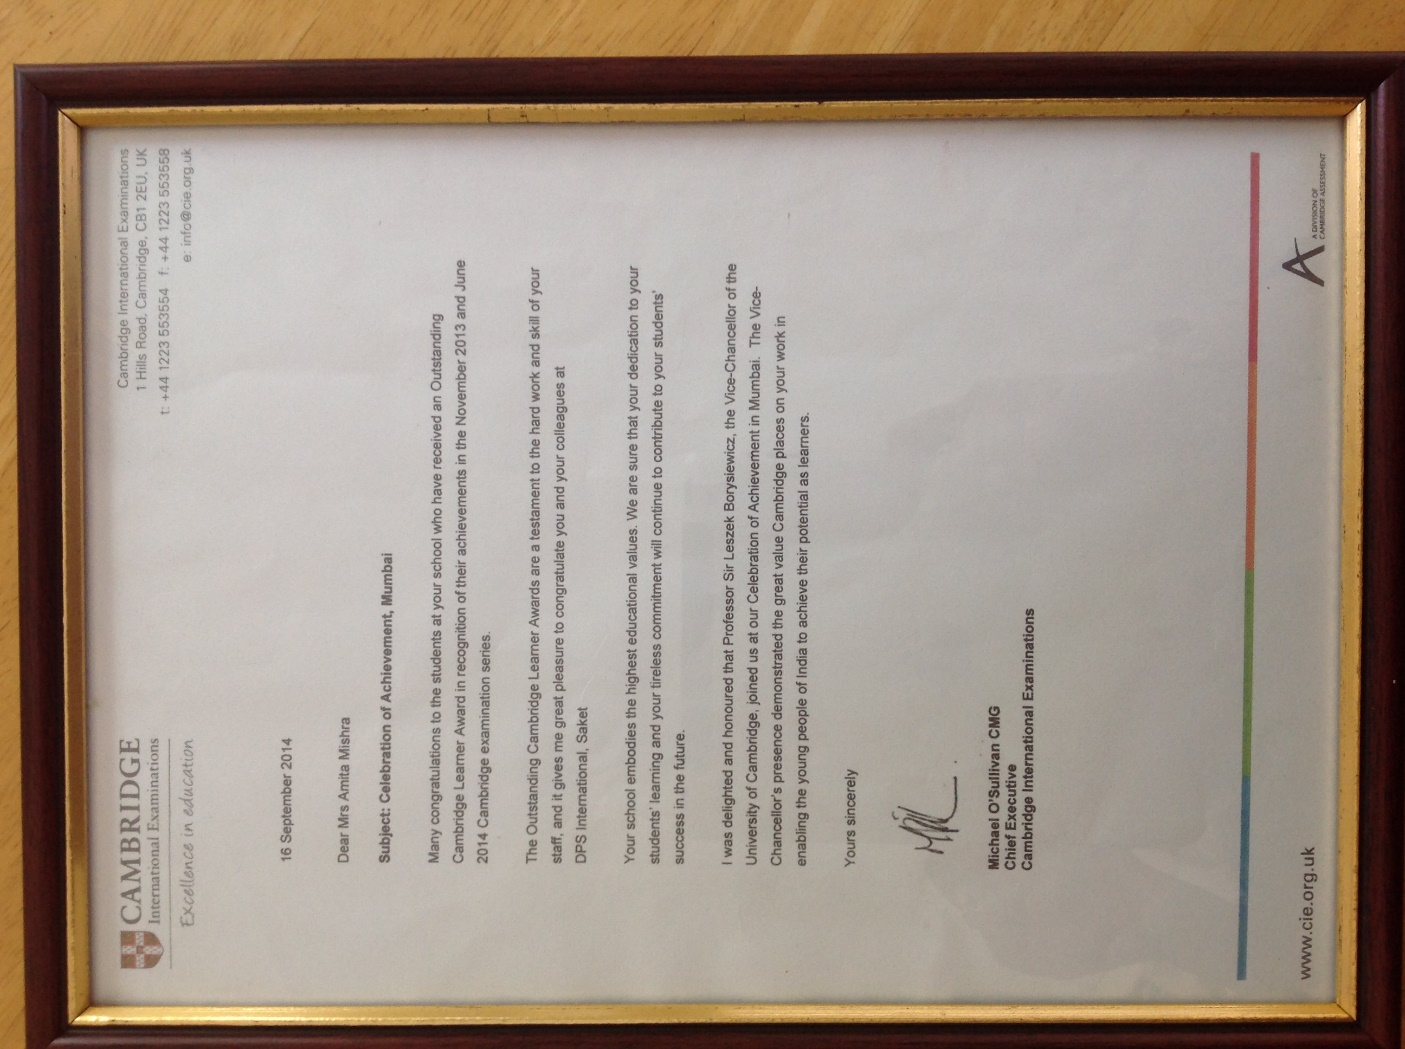 CAMBRIDGE
International Examinations
Excellence in education
Cambridge International Examinations
1 Hills Road, Cambridge, CB1 2EU, UK
t: +44 1223 553554 f: +44 1223 553558
e: info@cie.org.uk
16 September 2014
Dear Mrs Amita Mishra
Subject: Celebration of Achievement, Mumbai
Many congratulations to the students at your school who have received an Outstanding
Cambridge Learner Award in recognition of their achievements in the November 2013 and June
2014 Cambridge examination series.
The Outstanding Cambridge Learner Awards are a testament to the hard work and skill of your
staff, and it gives me great pleasure to congratulate you and your colleagues at
DPS International, Saket
Your school embodies the highest educational values. We are sure that your dedication to your
students' learning and your tireless commitment will continue to contribute to your students'
success in the future.
I was delighted and honoured that Professor Sir Leszek Borysiewicz, the Vice-Chancellor of the
University of Cambridge, joined us at our Celebration of Achievement in Mumbai. The Vice-
Chancellor's presence demonstrated the great value Cambridge places on your work in
enabling the young people of India to achieve their potential as learners.
Yours sincerely
Michael O'Sullivan CMG
Chief Executive
Cambridge International Examinations
www.cie.org.uk
A DIVISION OF
CAMBRIDGE ASSESSMENT